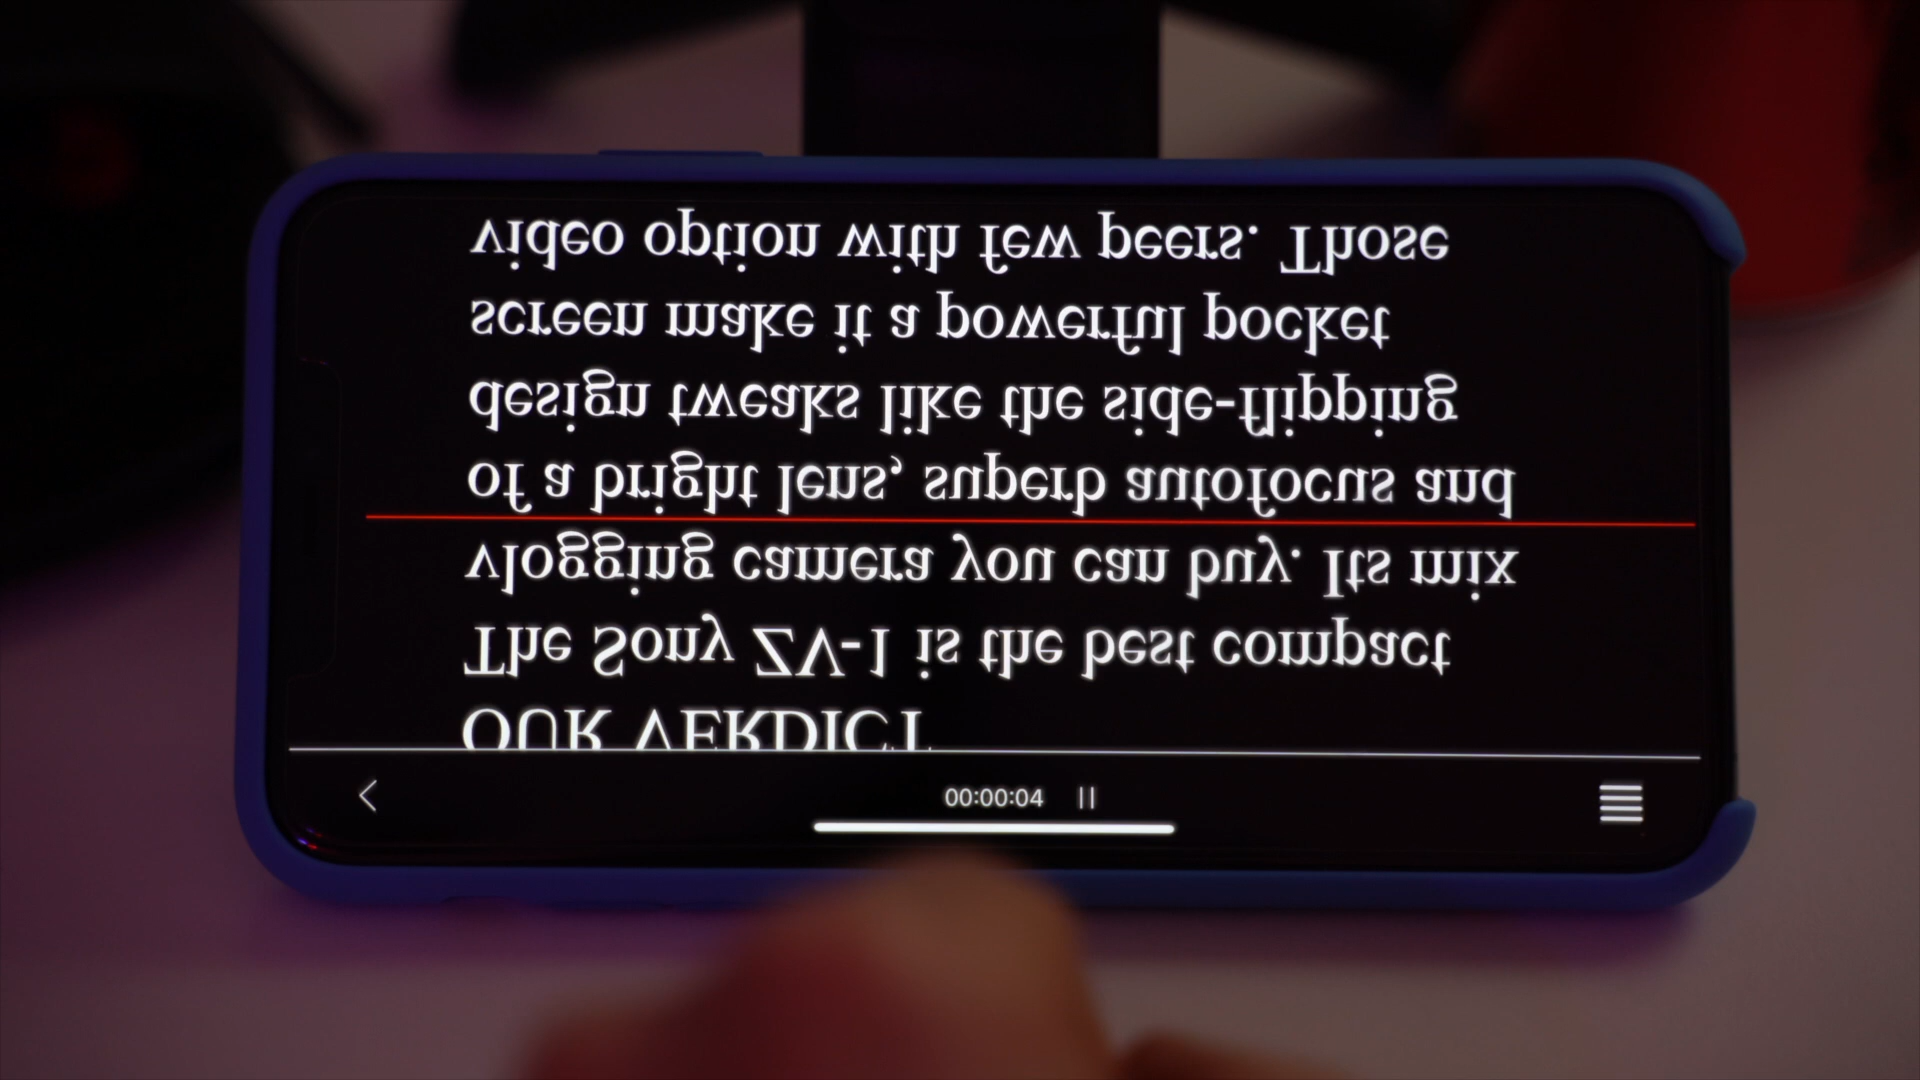 OUR VERDICT
The Sony ZV-1 is the best compact
vlogging camera you can buy. Its mix
of a bright lens, superb autofocus and
design tweaks like the side-flipping
screen make it a powerful pocket
video option with few peers. Those
00:00:04